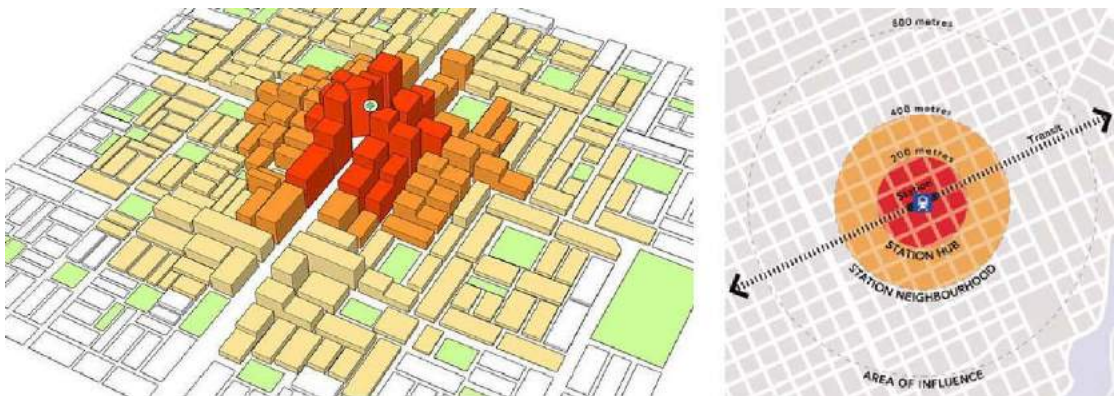 800 metres
400 metres
200 metres
Transit
Station
STATION HUB
STATION NEIGHBOURHOOD
AREA OF INFLUENCE